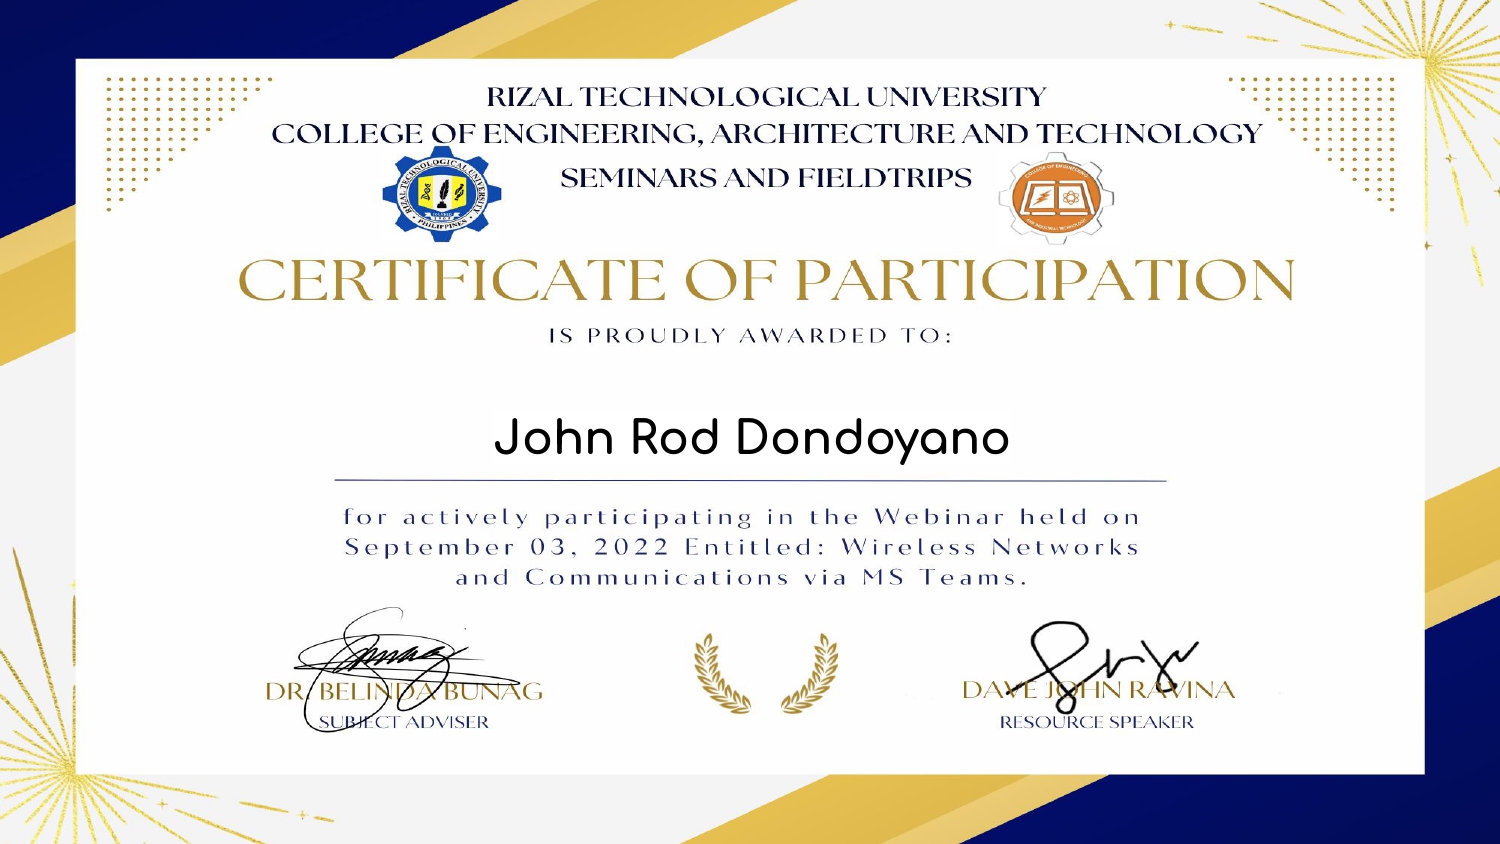 RIZAL TECHNOLOGICAL UNIVERSITY
COLLEGE OF ENGINEERING, ARCHITECTURE AND TECHNOLOGY
SEMINARS AND FIELDTRIPS
RIZAL TECHNOLOGICAL UNIVERSITY
PHILIPPINES
COLLEGE OF ENGINEERING
AND INDUSTRIAL TECHNOLOGY
CERTIFICATE OF PARTICIPATION
IS PROUDLY AWARDED TO:
John Rod Dondoyano
for actively participating in the Webinar held on
September 03, 2022 Entitled: Wireless Networks
and Communications via MS Teams.
DR. BELINDA BUNAG
SUBJECT ADVISER
DAVE JOHN RAVINA
RESOURCE SPEAKER